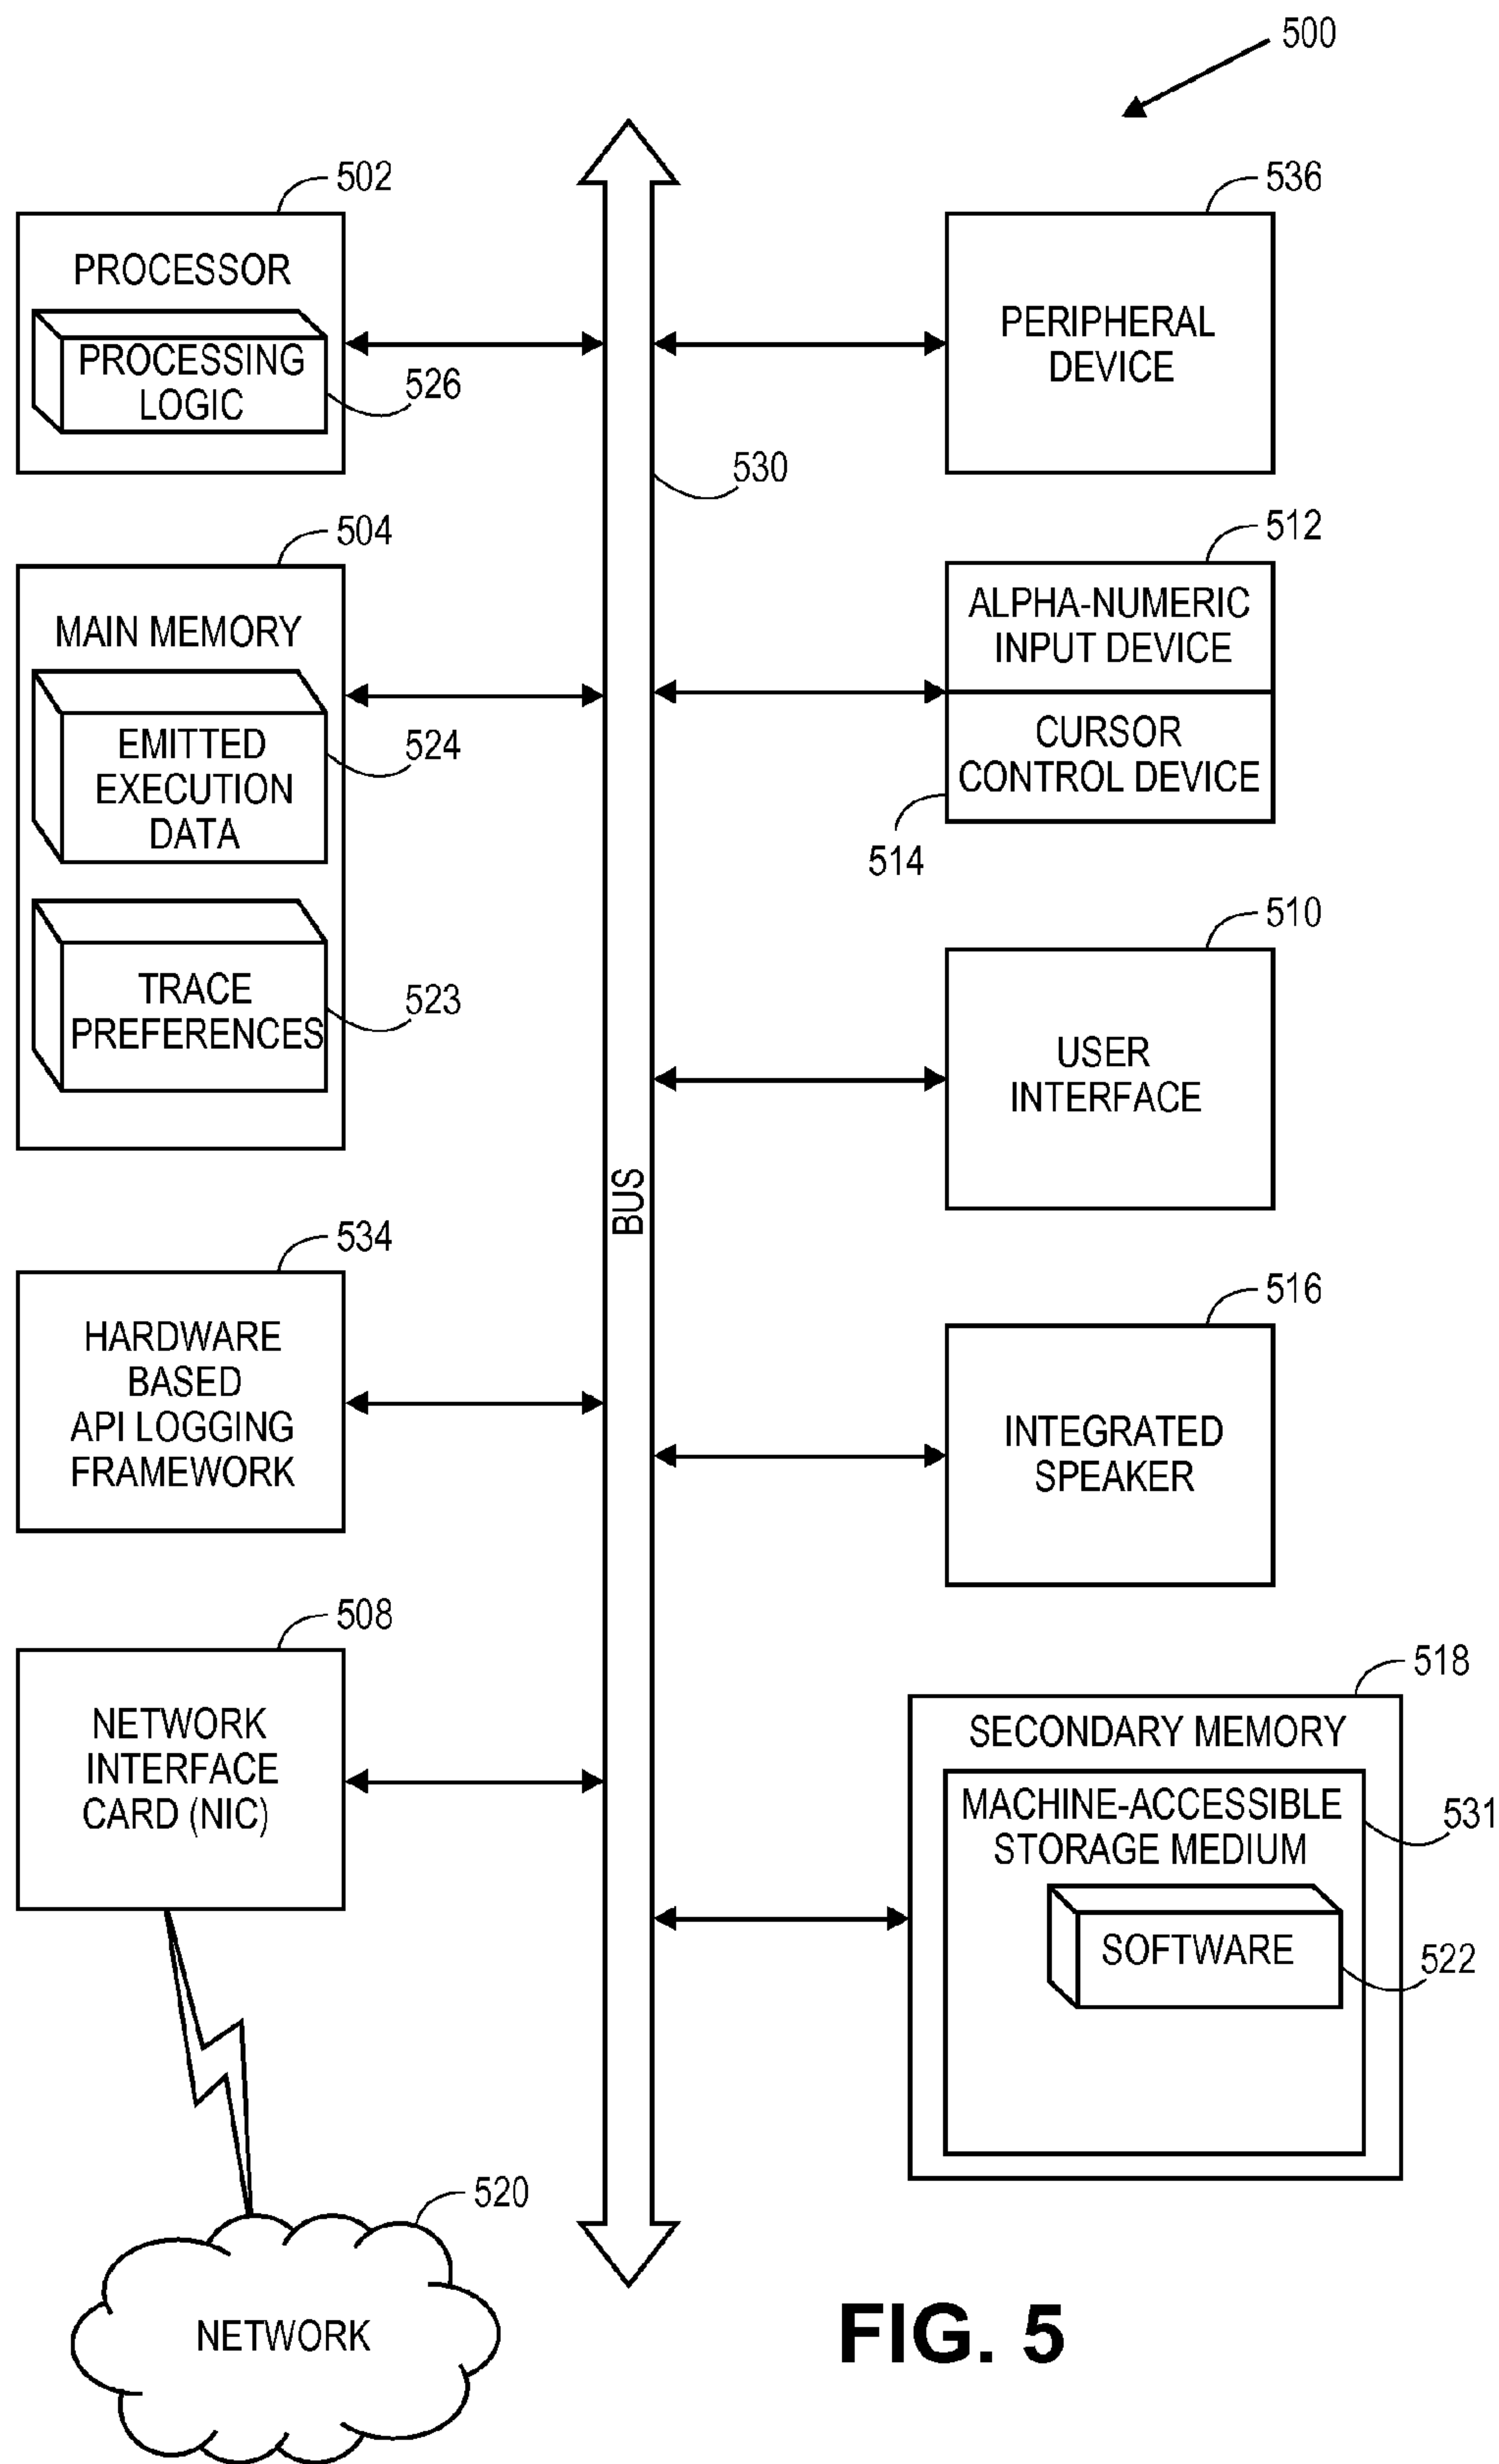 500
502
PROCESSOR
PROCESSING
LOGIC
526
504
MAIN MEMORY
EMITTED
EXECUTION
DATA
524
TRACE
PREFERENCES
523
534
HARDWARE
BASED
API LOGGING
FRAMEWORK
508
NETWORK
INTERFACE
CARD (NIC)
520
NETWORK
530
BUS
536
PERIPHERAL
DEVICE
512
ALPHA-NUMERIC
INPUT DEVICE
CURSOR
CONTROL DEVICE
514
510
USER
INTERFACE
516
INTEGRATED
SPEAKER
518
SECONDARY MEMORY
MACHINE-ACCESSIBLE
STORAGE MEDIUM
531
SOFTWARE
522
FIG. 5